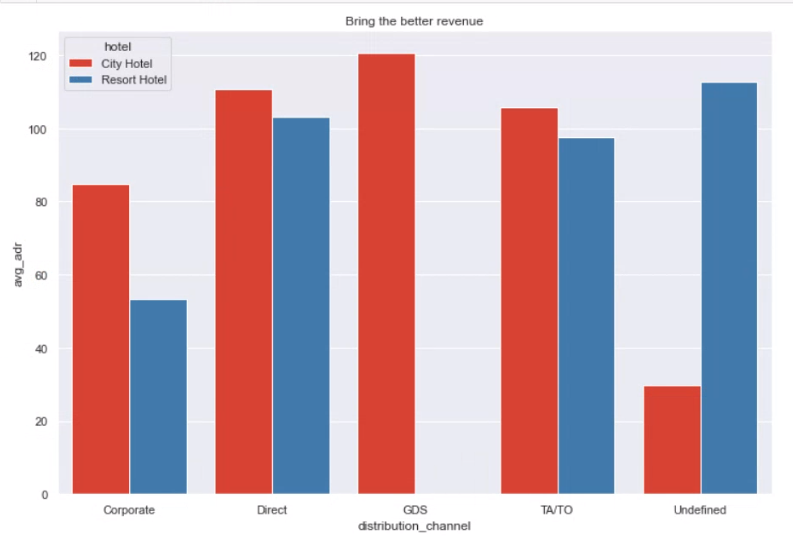 Bring the better revenue
hotel
City Hotel
Resort Hotel
120
100
80
60
40
20
0
avg_adr
Corporate
Direct
GDS
TA/TO
Undefined
distribution_channel